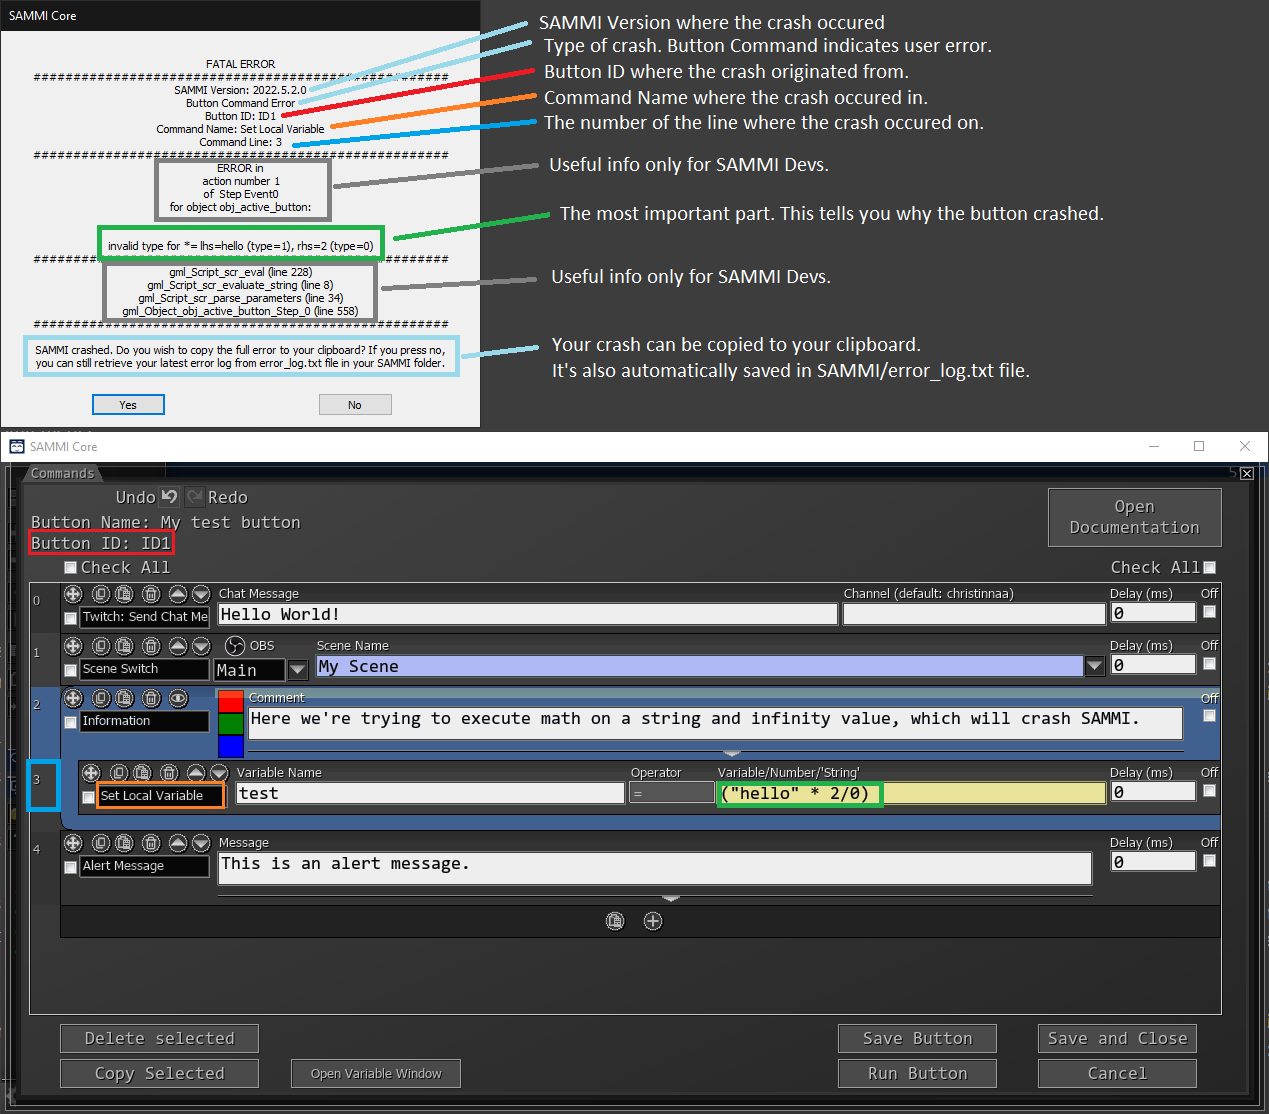 SAMMI Core
FATAL ERROR
####################################################
SAMMI Version: 2022.5.2.0
Button Command Error
Button ID: ID1
Command Name: Set Local Variable
Command Line: 3
####################################################
ERROR in
action number 1
of Step Event0
for object obj_active_button:
invalid type for *= lhs=hello (type=1), rhs=2 (type=0)
####################################################
gml_Script_scr_eval (line 228)
gml_Script_scr_evaluate_string (line 8)
gml_Script_scr_parse_parameters (line 34)
gml_Object_obj_active_button_Step_0 (line 558)
####################################################
SAMMI crashed. Do you wish to copy the full error to your clipboard? If you press no,
you can still retrieve your latest error log from error_log.txt file in your SAMMI folder.
Yes No
SAMMI Version where the crash occured
Type of crash. Button Command indicates user error.
Button ID where the crash originated from.
Command Name where the crash occured in.
The number of the line where the crash occured on.
Useful info only for SAMMI Devs.
The most important part. This tells you why the button crashed.
Useful info only for SAMMI Devs.
Your crash can be copied to your clipboard.
It's also automatically saved in SAMMI/error_log.txt file.
SAMMI Core
Commands
Undo Redo
Button Name: My test button
Button ID: ID1
Open
Documentation
Check All Check All
0 Chat Message Channel (default: christinnaa) Delay (ms) Off
Twitch: Send Chat Me Hello World! 0
1 OBS Scene Name Delay (ms) Off
Scene Switch Main My Scene 0
2 Comment Off
Information Here we're trying to execute math on a string and infinity value, which will crash SAMMI.
3 Variable Name Operator Variable/Number/'String' Delay (ms) Off
Set Local Variable test = ("hello" * 2/0) 0
4 Message Delay (ms) Off
Alert Message This is an alert message. 0
Delete selected Save Button Save and Close
Copy Selected Open Variable Window Run Button Cancel